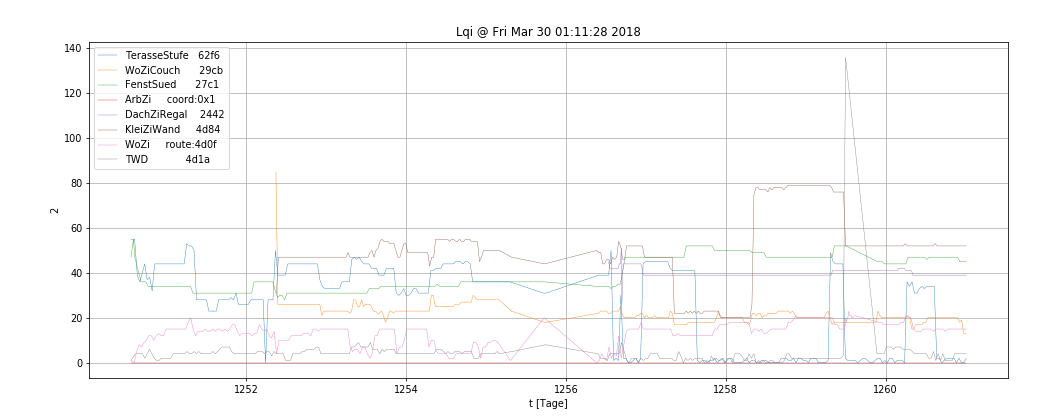 Lqi @ Fri Mar 30 01:11:28 2018
140
120
100
80
60
40
20
0
2
TerasseStufe 62f6
WoZiCouch 29cb
FenstSued 27c1
ArbZi coord:0x1
DachZiRegal 2442
KleiZiWand 4d84
WoZi route:4d0f
TWD 4d1a
1252 1254 1256 1258 1260
t [Tage]